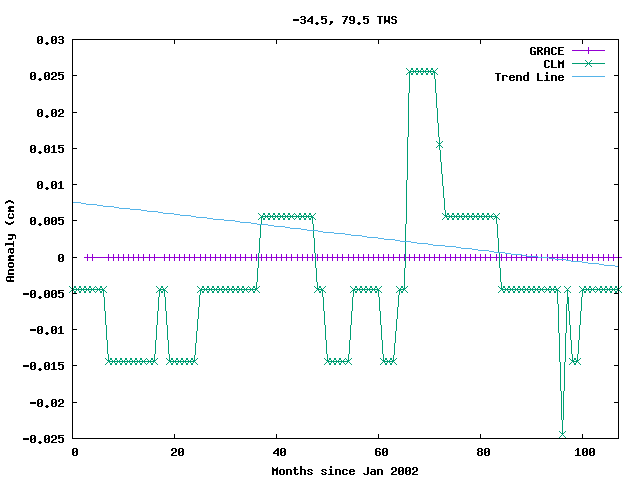 -34.5, 79.5 TWS
GRACE
CLM
Trend Line
0.03
0.025
0.02
0.015
0.01
0.005
0
-0.005
-0.01
-0.015
-0.02
-0.025
Anomaly (cm)
0 20 40 60 80 100
Months since Jan 2002